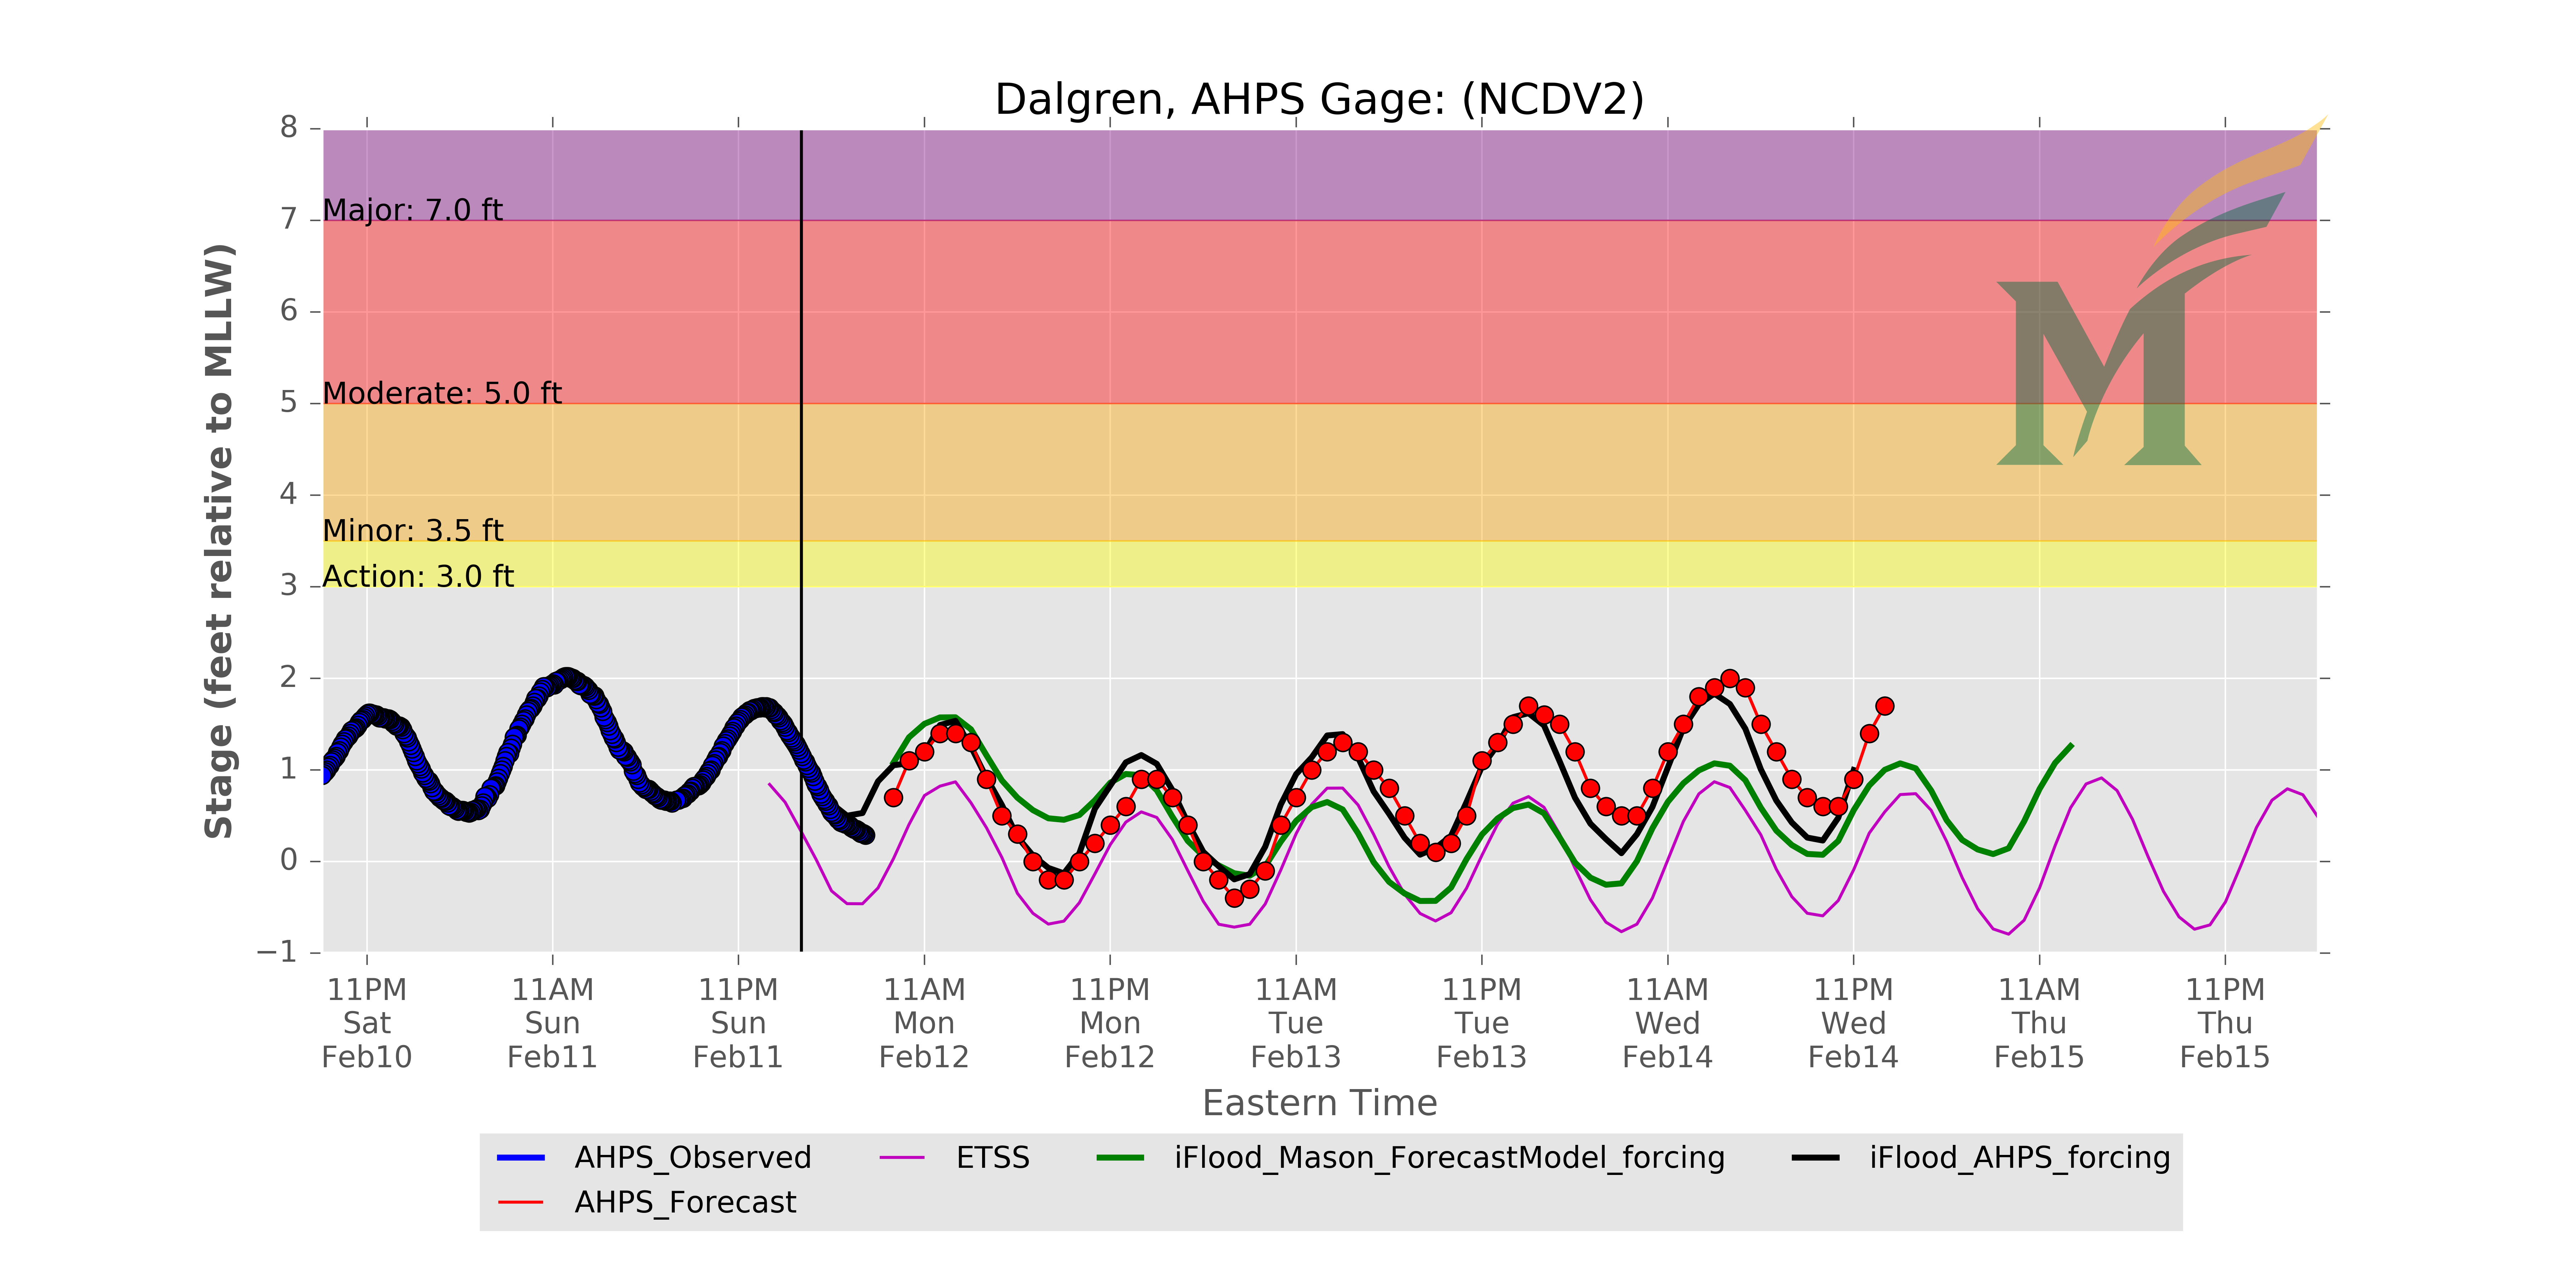 Dalgren, AHPS Gage: (NCDV2)
Stage (feet relative to MLLW)
8
7
6
5
4
3
2
1
0
−1
Major: 7.0 ft
Moderate: 5.0 ft
Minor: 3.5 ft
Action: 3.0 ft
M
11PM 11AM 11PM 11AM 11PM 11AM 11PM 11AM 11PM 11AM 11PM
Sat Sun Sun Mon Mon Tue Tue Wed Wed Thu Thu
Feb10 Feb11 Feb11 Feb12 Feb12 Feb13 Feb13 Feb14 Feb14 Feb15 Feb15
Eastern Time
AHPS_Observed ETSS iFlood_Mason_ForecastModel_forcing iFlood_AHPS_forcing
AHPS_Forecast